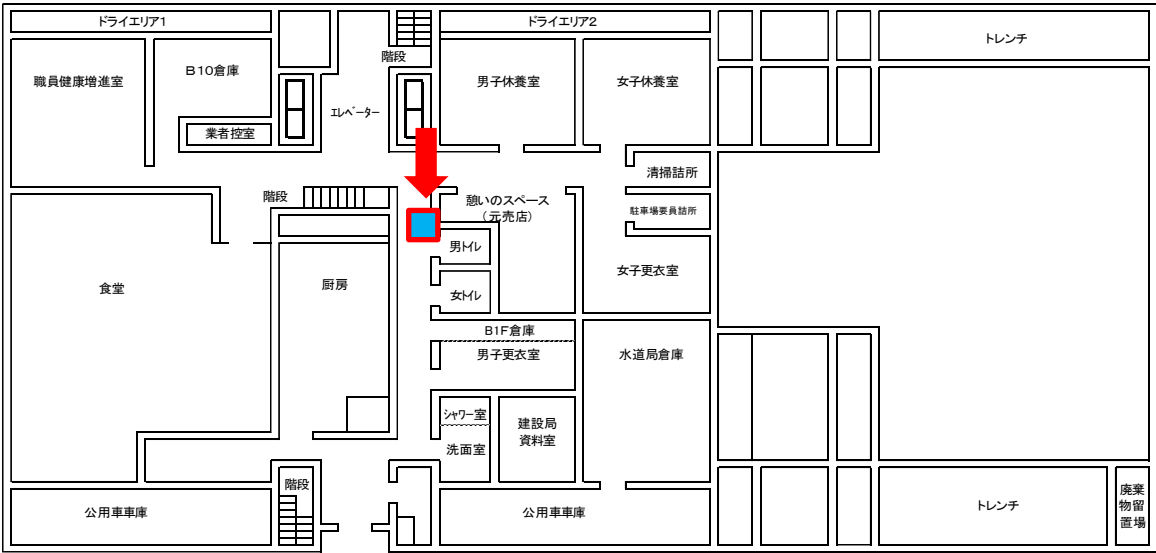 ドライエリア1
ドライエリア2
トレンチ
階段
B10倉庫
職員健康増進室
男子休養室
女子休養室
エレベーター
業者控室
清掃詰所
階段
憩いのスペース
(元売店)
駐車場要員詰所
男トイレ
女子更衣室
食堂
厨房
女トイレ
B1F倉庫
男子更衣室
水道局倉庫
シャワー室
建設局
資料室
洗面室
階段
公用車車庫
公用車車庫
トレンチ
廃棄
物留
置場